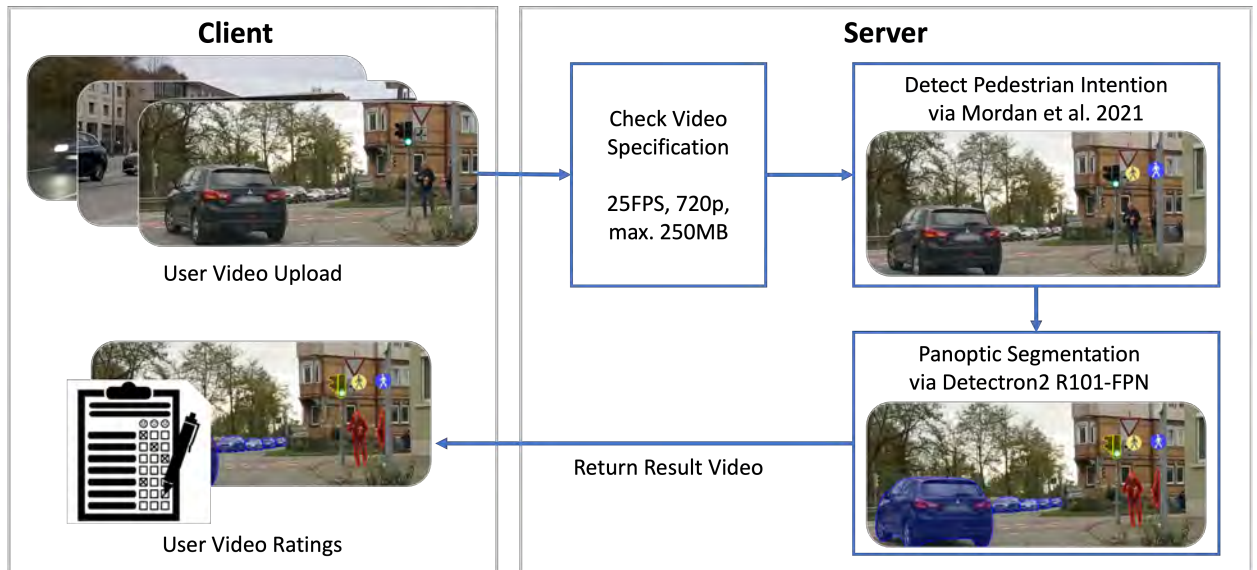 Client
User Video Upload
User Video Ratings
Server
Check Video
Specification
25FPS, 720p,
max. 250MB
Detect Pedestrian Intention
via Mordan et al. 2021
Panoptic Segmentation
via Detectron2 R101-FPN
Return Result Video